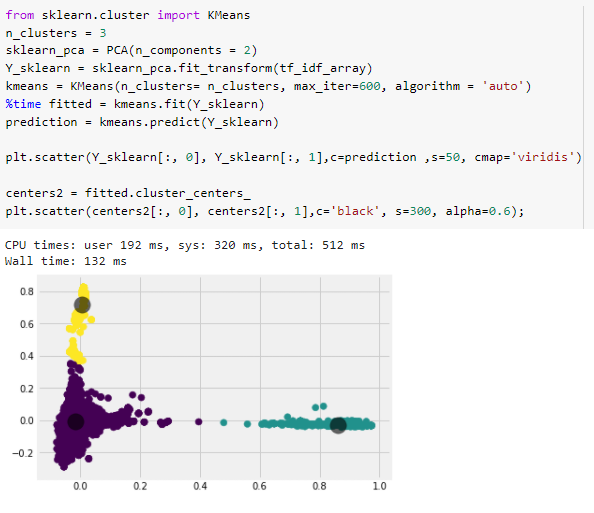 from sklearn.cluster import KMeans
n_clusters = 3
sklearn_pca = PCA(n_components = 2)
Y_sklearn = sklearn_pca.fit_transform(tf_idf_array)
kmeans = KMeans(n_clusters= n_clusters, max_iter=600, algorithm = 'auto')
%time fitted = kmeans.fit(Y_sklearn)
prediction = kmeans.predict(Y_sklearn)
plt.scatter(Y_sklearn[:, 0], Y_sklearn[:, 1],c=prediction ,s=50, cmap='viridis')
centers2 = fitted.cluster_centers_
plt.scatter(centers2[:, 0], centers2[:, 1],c='black', s=300, alpha=0.6);
CPU times: user 192 ms, sys: 320 ms, total: 512 ms
Wall time: 132 ms
0.8
0.6
0.4
0.2
0.0
−0.2
0.0 0.2 0.4 0.6 0.8 1.0